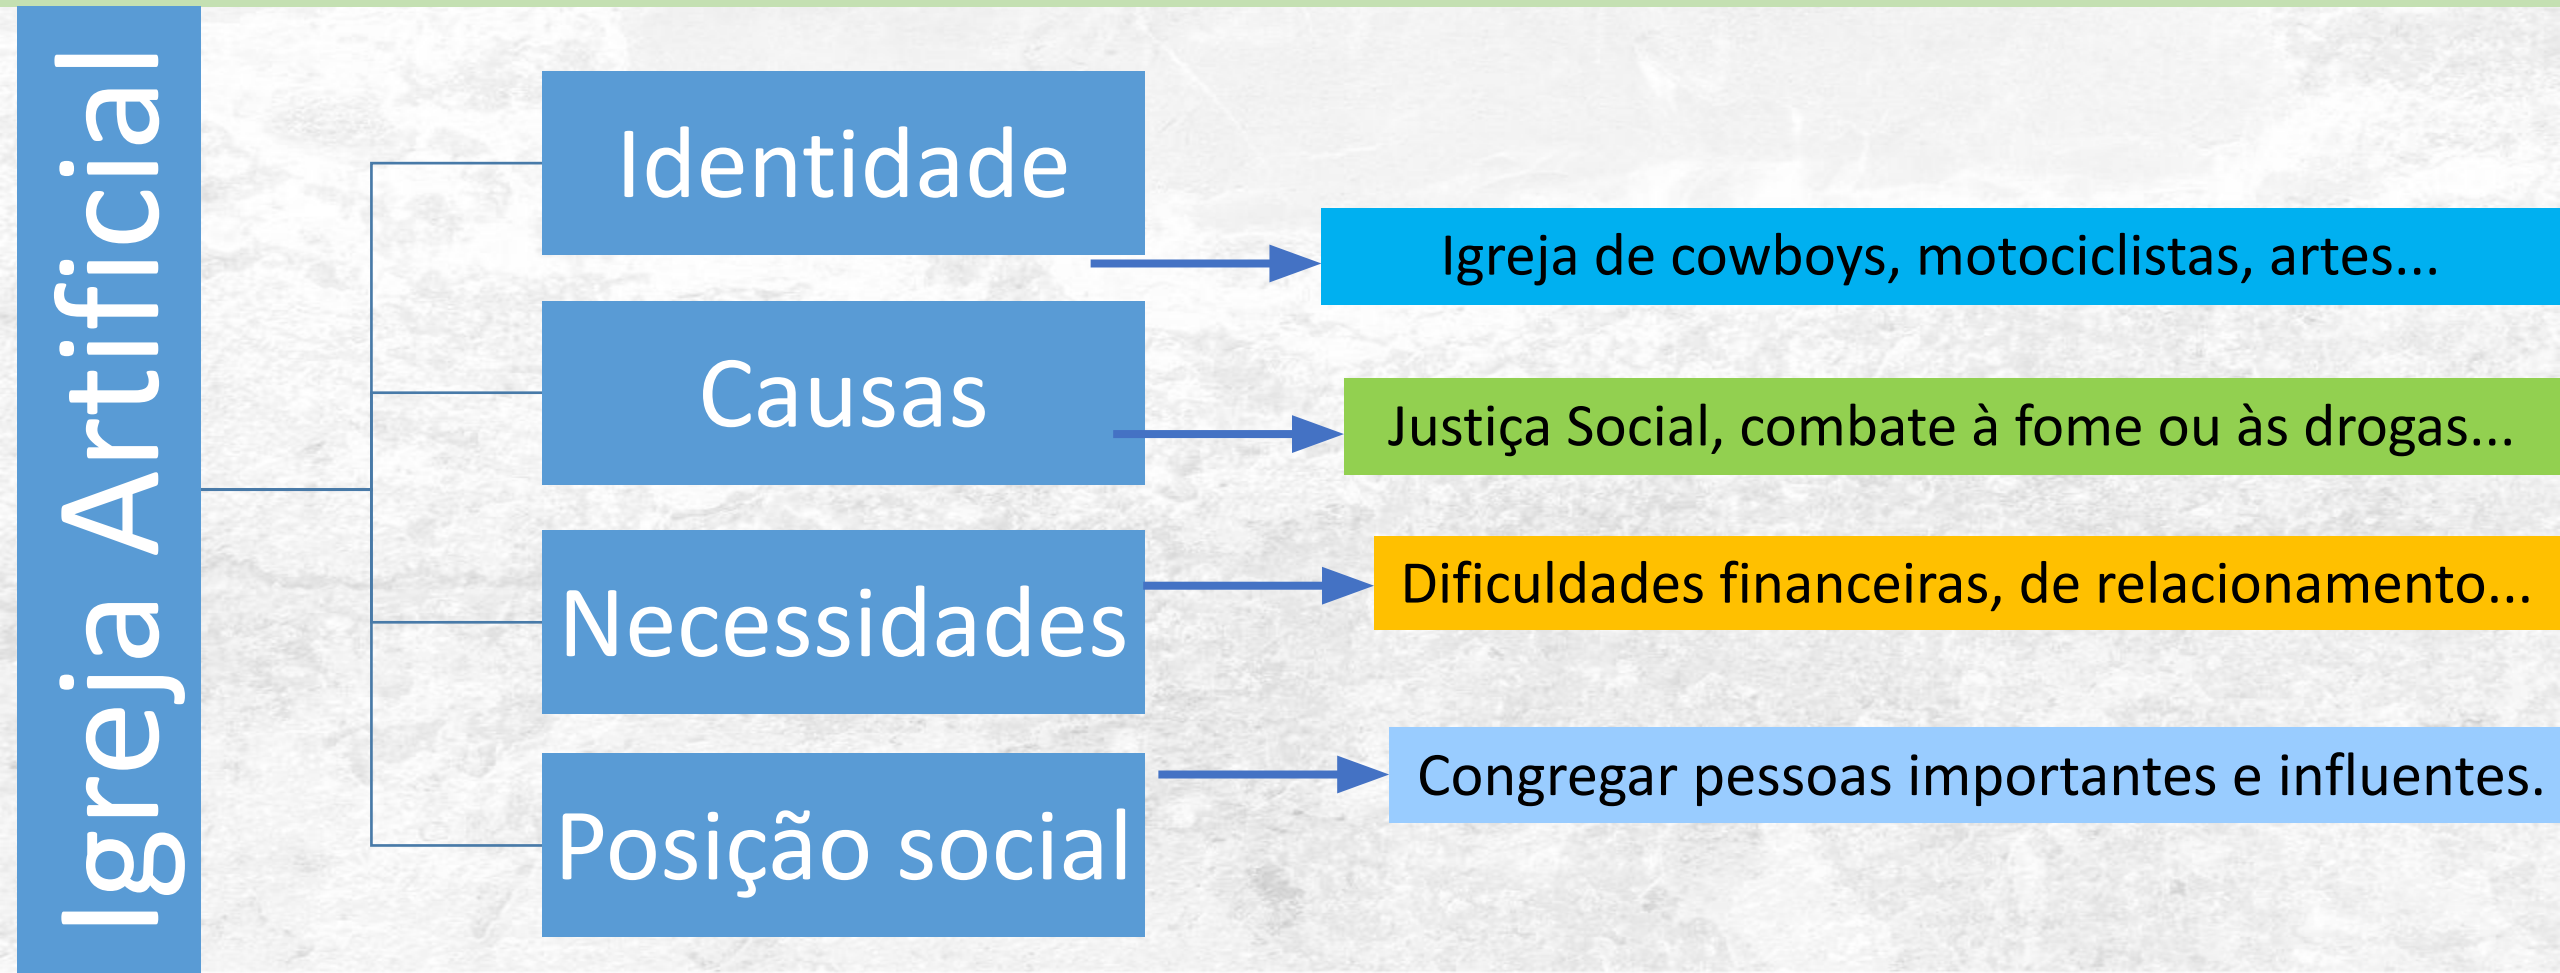 Igreja Artificial
Identidade
Igreja de cowboys, motociclistas, artes...
Causas
Justiça Social, combate à fome ou às drogas...
Necessidades
Dificuldades financeiras, de relacionamento...
Posição social
Congregar pessoas importantes e influentes.